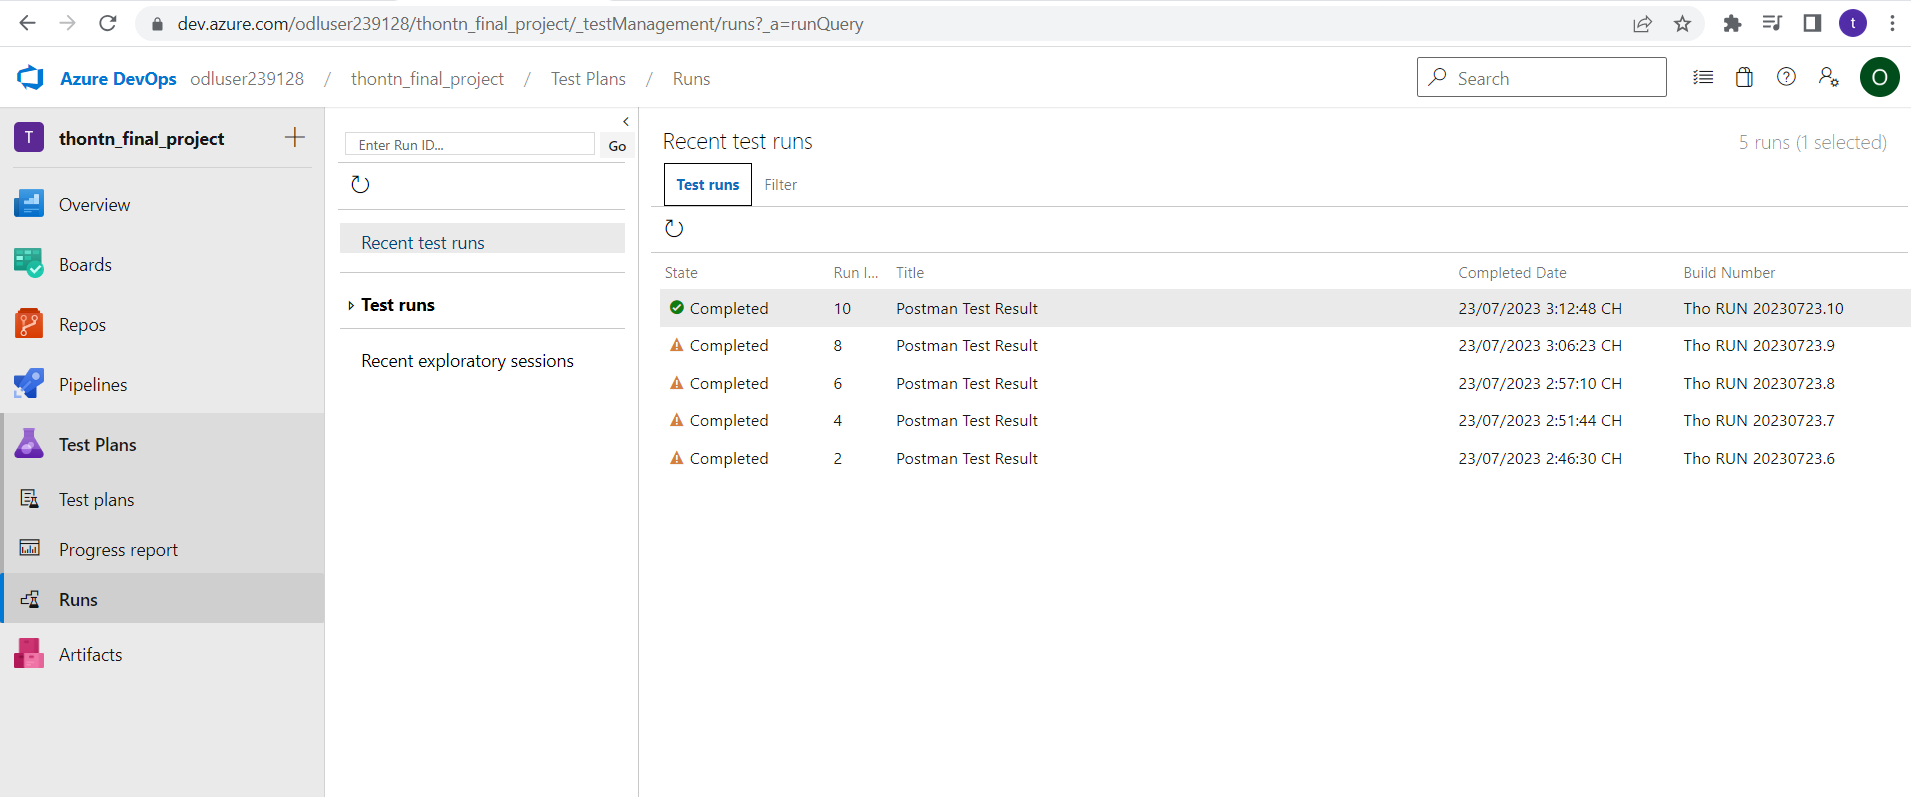 dev.azure.com/odluser239128/thontn_final_project/_testManagement/runs?_a=runQuery
t
Azure DevOps odluser239128 / thontn_final_project / Test Plans / Runs
Search
O
T thontn_final_project
Overview
Boards
Repos
Pipelines
Test Plans
Test plans
Progress report
Runs
Artifacts
Enter Run ID...
Go
Recent test runs
Test runs
Recent exploratory sessions
Recent test runs
5 runs (1 selected)
Test runs Filter
State Run I... Title Completed Date Build Number
Completed 10 Postman Test Result 23/07/2023 3:12:48 CH Tho RUN 20230723.10
Completed 8 Postman Test Result 23/07/2023 3:06:23 CH Tho RUN 20230723.9
Completed 6 Postman Test Result 23/07/2023 2:57:10 CH Tho RUN 20230723.8
Completed 4 Postman Test Result 23/07/2023 2:51:44 CH Tho RUN 20230723.7
Completed 2 Postman Test Result 23/07/2023 2:46:30 CH Tho RUN 20230723.6